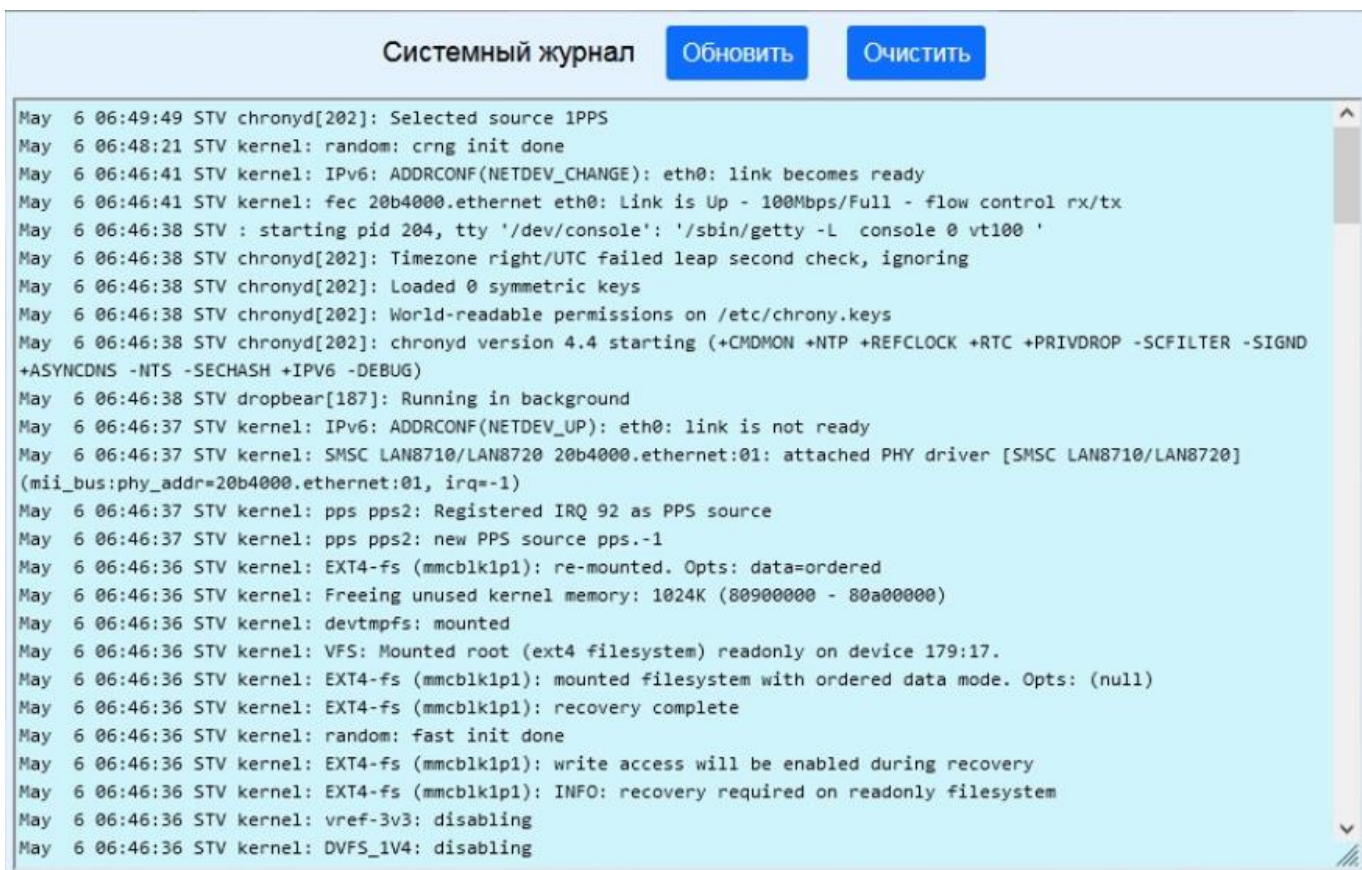 Системный журнал Обновить Очистить
May  6 06:49:49 STV chronyd[202]: Selected source 1PPS
May  6 06:48:21 STV kernel: random: crng init done
May  6 06:46:41 STV kernel: IPv6: ADDRCONF(NETDEV_CHANGE): eth0: link becomes ready
May  6 06:46:41 STV kernel: fec 20b4000.ethernet eth0: Link is Up - 100Mbps/Full - flow control rx/tx
May  6 06:46:38 STV : starting pid 204, tty '/dev/console': '/sbin/getty -L  console 0 vt100 '
May  6 06:46:38 STV chronyd[202]: Timezone right/UTC failed leap second check, ignoring
May  6 06:46:38 STV chronyd[202]: Loaded 0 symmetric keys
May  6 06:46:38 STV chronyd[202]: World-readable permissions on /etc/chrony.keys
May  6 06:46:38 STV chronyd[202]: chronyd version 4.4 starting (+CMDMON +NTP +REFCLOCK +RTC +PRIVDROP -SCFILTER -SIGND
+ASYNCDNS -NTS -SECHASH +IPV6 -DEBUG)
May  6 06:46:38 STV dropbear[187]: Running in background
May  6 06:46:37 STV kernel: IPv6: ADDRCONF(NETDEV_UP): eth0: link is not ready
May  6 06:46:37 STV kernel: SMSC LAN8710/LAN8720 20b4000.ethernet:01: attached PHY driver [SMSC LAN8710/LAN8720]
(mii_bus:phy_addr=20b4000.ethernet:01, irq=-1)
May  6 06:46:37 STV kernel: pps pps2: Registered IRQ 92 as PPS source
May  6 06:46:37 STV kernel: pps pps2: new PPS source pps.-1
May  6 06:46:36 STV kernel: EXT4-fs (mmcblk1p1): re-mounted. Opts: data=ordered
May  6 06:46:36 STV kernel: Freeing unused kernel memory: 1024K (80900000 - 80a00000)
May  6 06:46:36 STV kernel: devtmpfs: mounted
May  6 06:46:36 STV kernel: VFS: Mounted root (ext4 filesystem) readonly on device 179:17.
May  6 06:46:36 STV kernel: EXT4-fs (mmcblk1p1): mounted filesystem with ordered data mode. Opts: (null)
May  6 06:46:36 STV kernel: EXT4-fs (mmcblk1p1): recovery complete
May  6 06:46:36 STV kernel: random: fast init done
May  6 06:46:36 STV kernel: EXT4-fs (mmcblk1p1): write access will be enabled during recovery
May  6 06:46:36 STV kernel: EXT4-fs (mmcblk1p1): INFO: recovery required on readonly filesystem
May  6 06:46:36 STV kernel: vref-3v3: disabling
May  6 06:46:36 STV kernel: DVFS_1V4: disabling